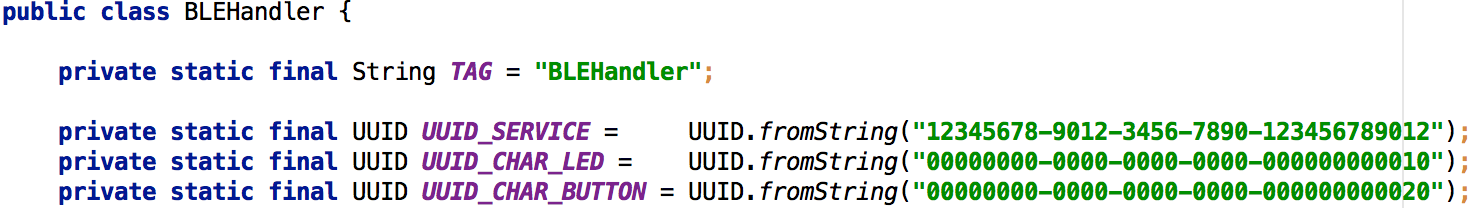 public class BLEHandler {
private static final String TAG = "BLEHandler";
private static final UUID UUID_SERVICE =     UUID.fromString("12345678-9012-3456-7890-123456789012");
private static final UUID UUID_CHAR_LED =    UUID.fromString("00000000-0000-0000-0000-000000000010");
private static final UUID UUID_CHAR_BUTTON = UUID.fromString("00000000-0000-0000-0000-000000000020");